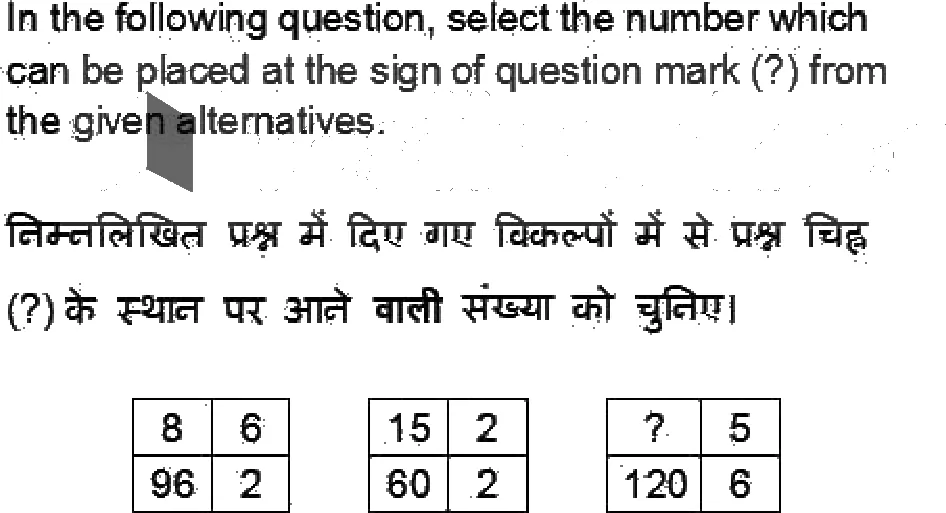 In the following question, select the number which
can be placed at the sign of question mark (?) from
the given alternatives.
निम्नलिखित प्रश्न में दिए गए विकल्पों में से प्रश्न चिह्न
(?) के स्थान पर आने वाली संख्या को चुनिए।
8 6 15 2 ? 5
96 2 60 2 120 6